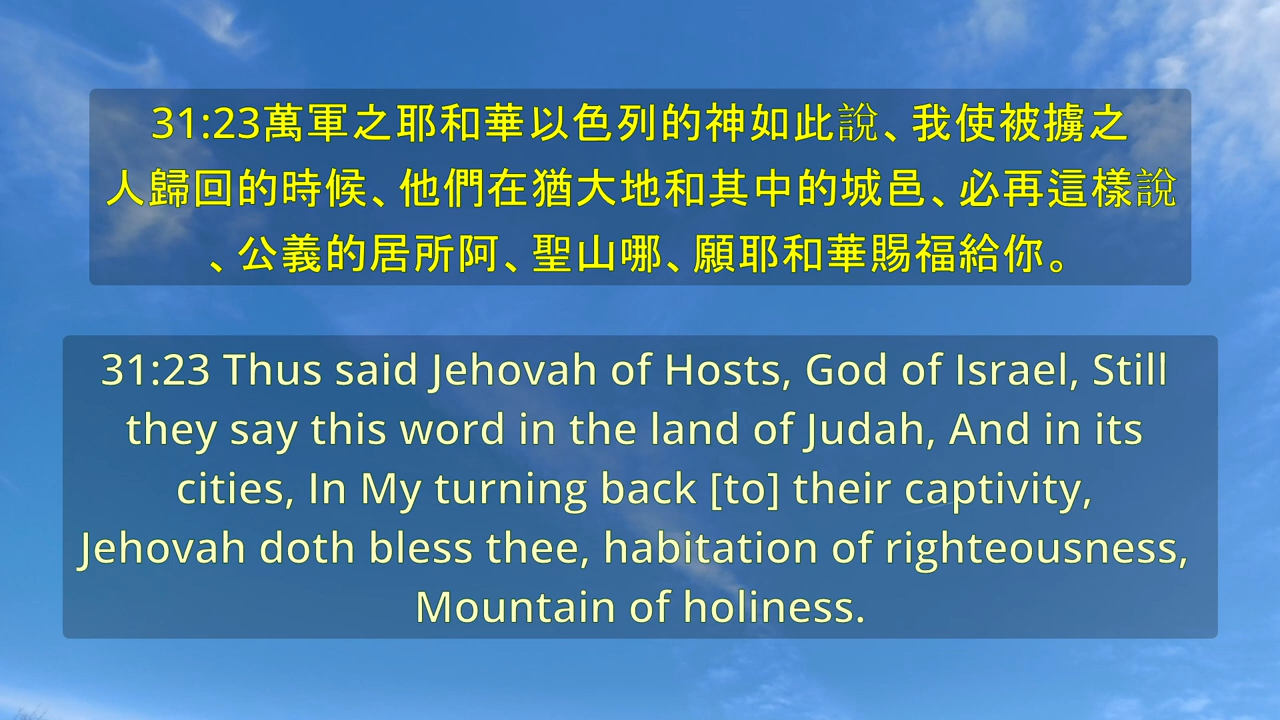 31:23萬軍之耶和華以色列的神如此說、我使被擄之
人歸回的時候、他們在猶大地和其中的城邑、必再這樣說
、公義的居所阿、聖山哪、願耶和華賜福給你。
31:23 Thus said Jehovah of Hosts, God of Israel, Still
they say this word in the land of Judah, And in its
cities, In My turning back [to] their captivity,
Jehovah doth bless thee, habitation of righteousness,
Mountain of holiness.